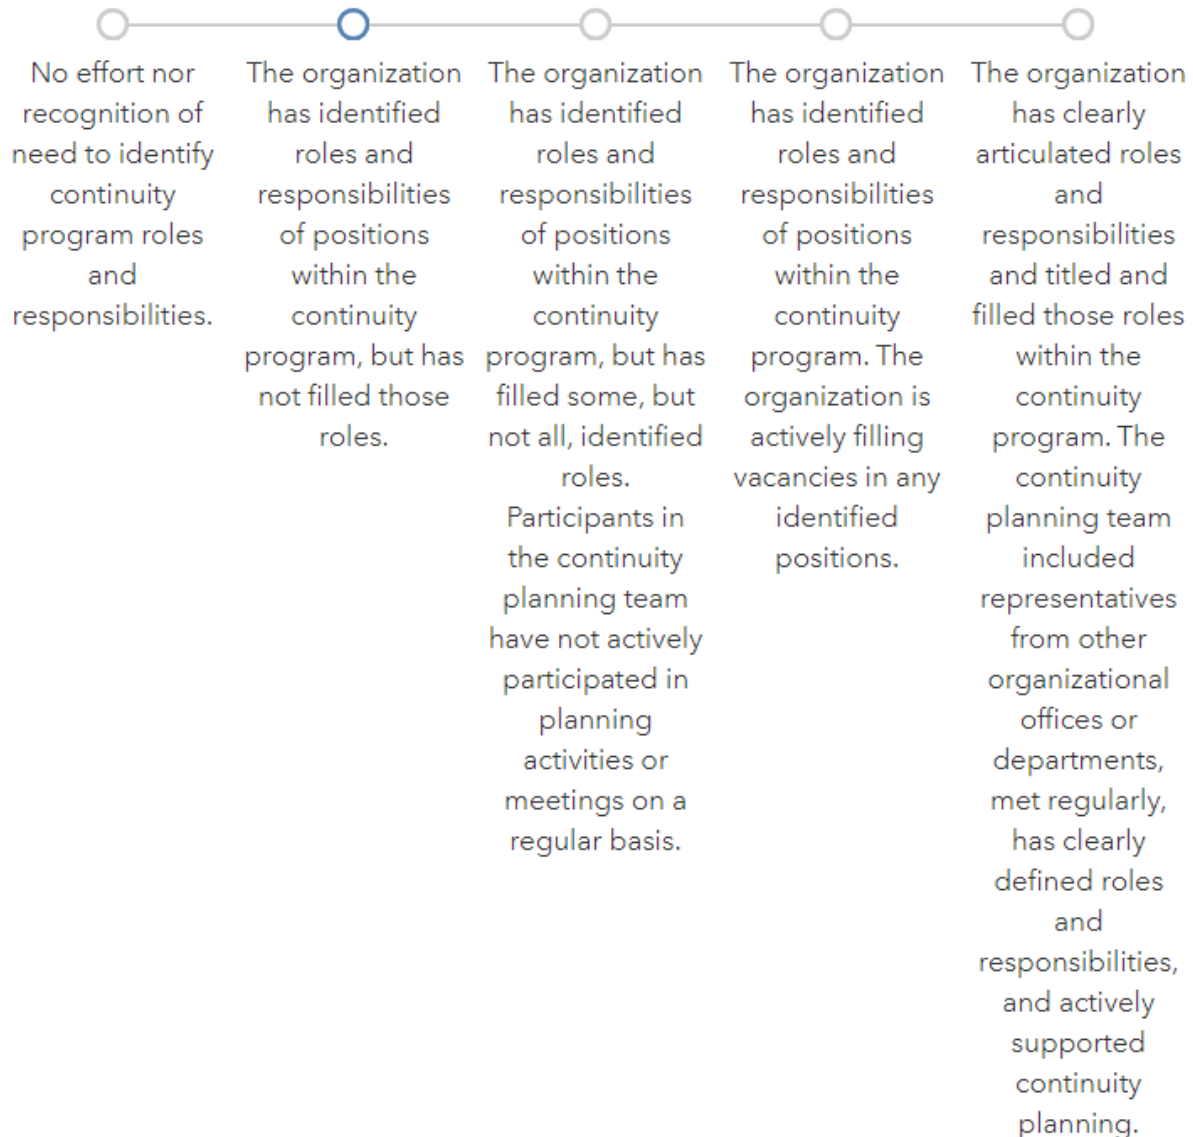 No effort nor
recognition of
need to identify
continuity
program roles
and
responsibilities.
The organization
has identified
roles and
responsibilities
of positions
within the
continuity
program, but has
not filled those
roles.
The organization
has identified
roles and
responsibilities
of positions
within the
continuity
program, but has
filled some, but
not all, identified
roles.
Participants in
the continuity
planning team
have not actively
participated in
planning
activities or
meetings on a
regular basis.
The organization
has identified
roles and
responsibilities
of positions
within the
continuity
program. The
organization is
actively filling
vacancies in any
identified
positions.
The organization
has clearly
articulated roles
and
responsibilities
and titled and
filled those roles
within the
continuity
program. The
continuity
planning team
included
representatives
from other
organizational
offices or
departments,
met regularly,
has clearly
defined roles
and
responsibilities,
and actively
supported
continuity
planning.